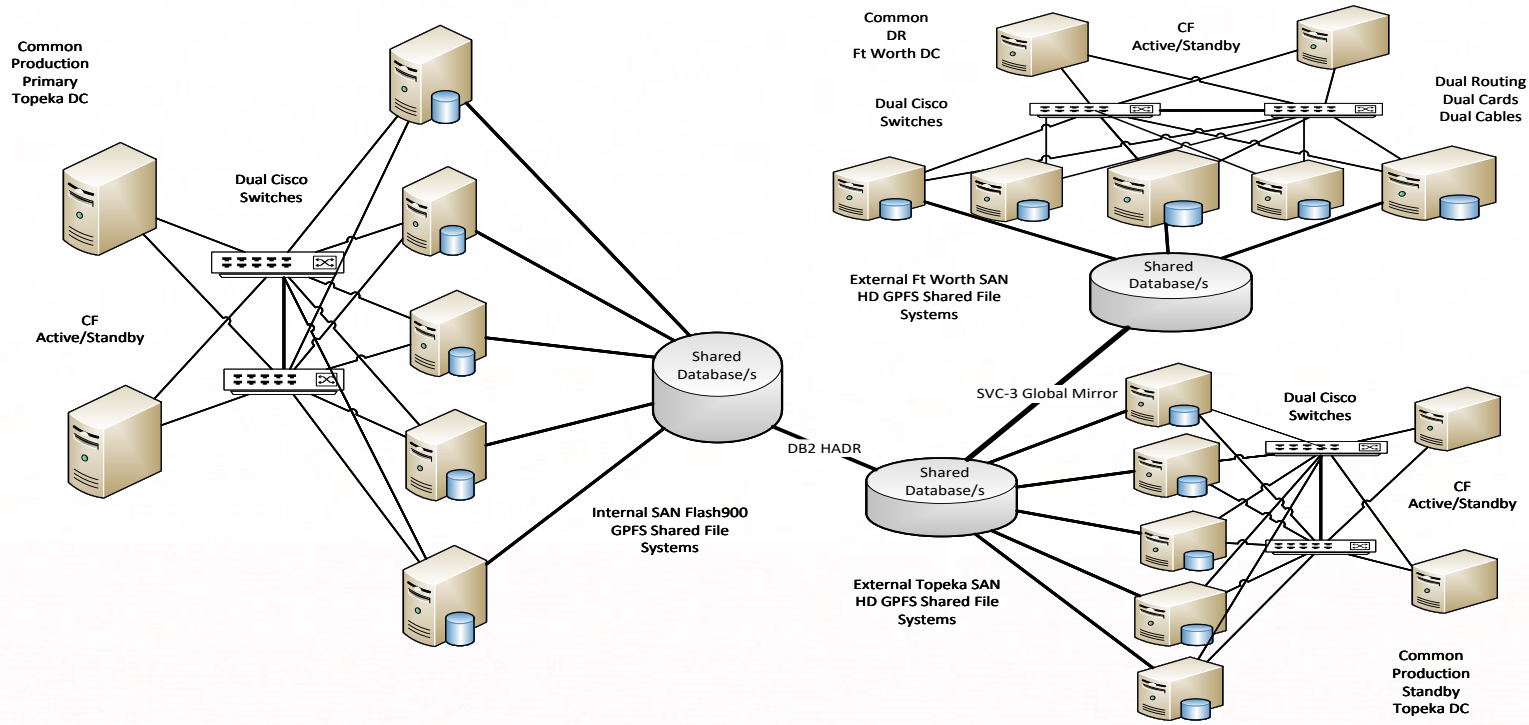 Common
Production
Primary
Topeka DC
Dual Cisco
Switches
CF
Active/Standby
Shared
Database/s
Internal SAN Flash900
GPFS Shared File
Systems
DB2 HADR
Common
DR
Ft Worth DC
CF
Active/Standby
Dual Cisco
Switches
Dual Routing
Dual Cards
Dual Cables
External Ft Worth SAN
HD GPFS Shared File
Systems
Shared
Database/s
SVC-3 Global Mirror
Shared
Database/s
Dual Cisco
Switches
CF
Active/Standby
External Topeka SAN
HD GPFS Shared File
Systems
Common
Production
Standby
Topeka DC